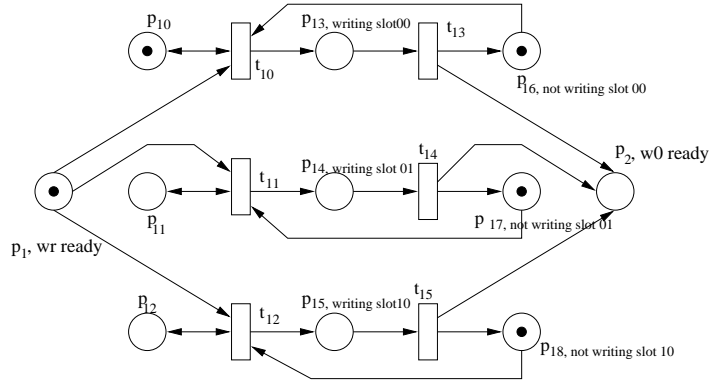 p10
p13, writing slot00
t13
t10
p16, not writing slot 00
p2, w0 ready
p14, writing slot 01
t14
t11
p11
p17, not writing slot 01
p1, wr ready
p12
p15, writing slot10
t15
t12
p18, not writing slot 10